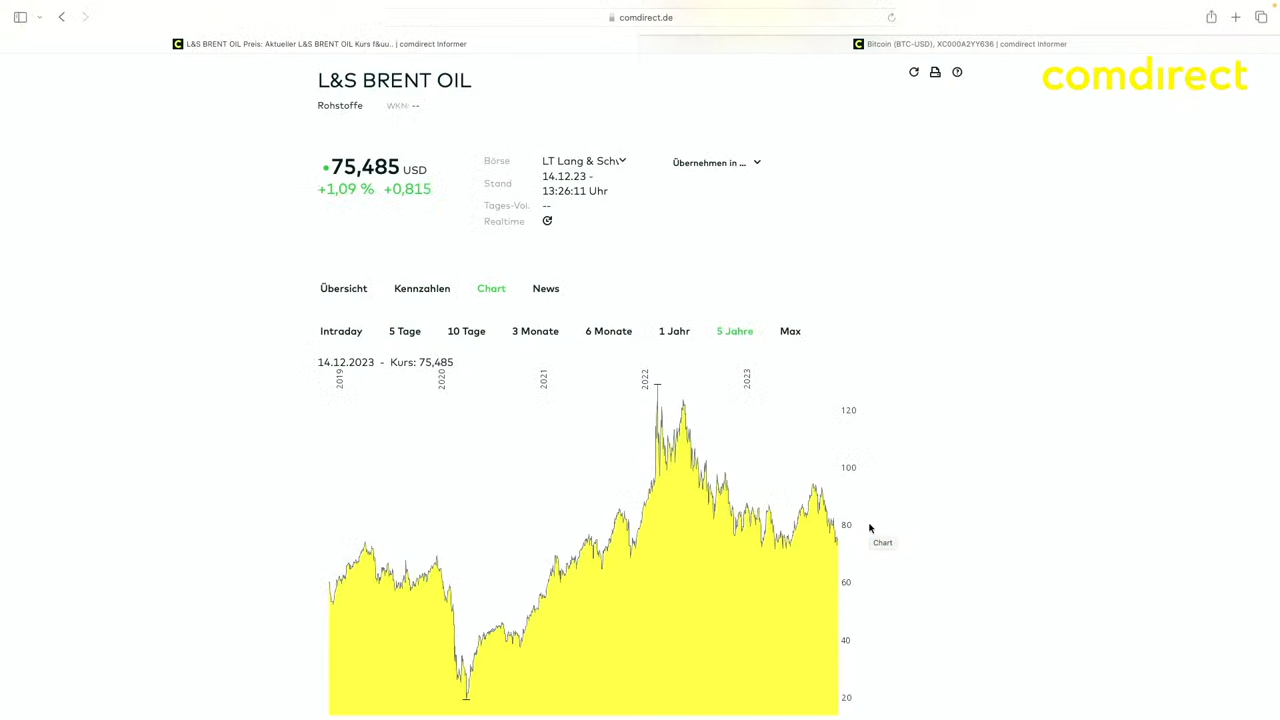 comdirect.de
L&S BRENT OIL Preis: Aktueller L&S BRENT OIL Kurs f&uu.. | comdirect Informer
Bitcoin (BTC-USD), XC000A2YY636 | comdirect Informer
L&S BRENT OIL
comdirect
Rohstoffe WKN: --
75,485 USD
+1,09 % +0,815
Börse LT Lang & Schw
Stand 14.12.23 -
13:26:11 Uhr
Tages-Vol. --
Realtime
Übernehmen in ...
Übersicht Kennzahlen Chart News
Intraday 5 Tage 10 Tage 3 Monate 6 Monate 1 Jahr 5 Jahre Max
14.12.2023 - Kurs: 75,485
2019 2020 2021 2022 2023
120
100
80
Chart
60
40
20